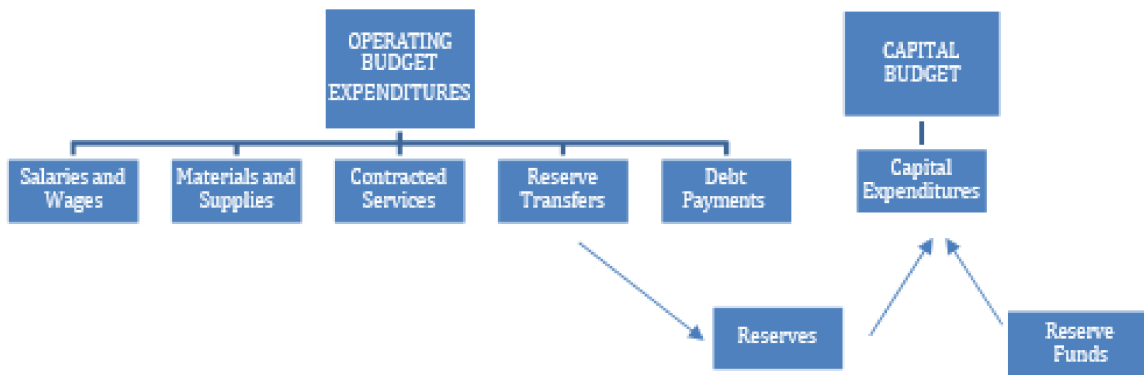 OPERATING
BUDGET
EXPENDITURES
CAPITAL
BUDGET
Salaries and
Wages
Materials and
Supplies
Contracted
Services
Reserve
Transfers
Debt
Payments
Capital
Expenditures
Reserves
Reserve
Funds